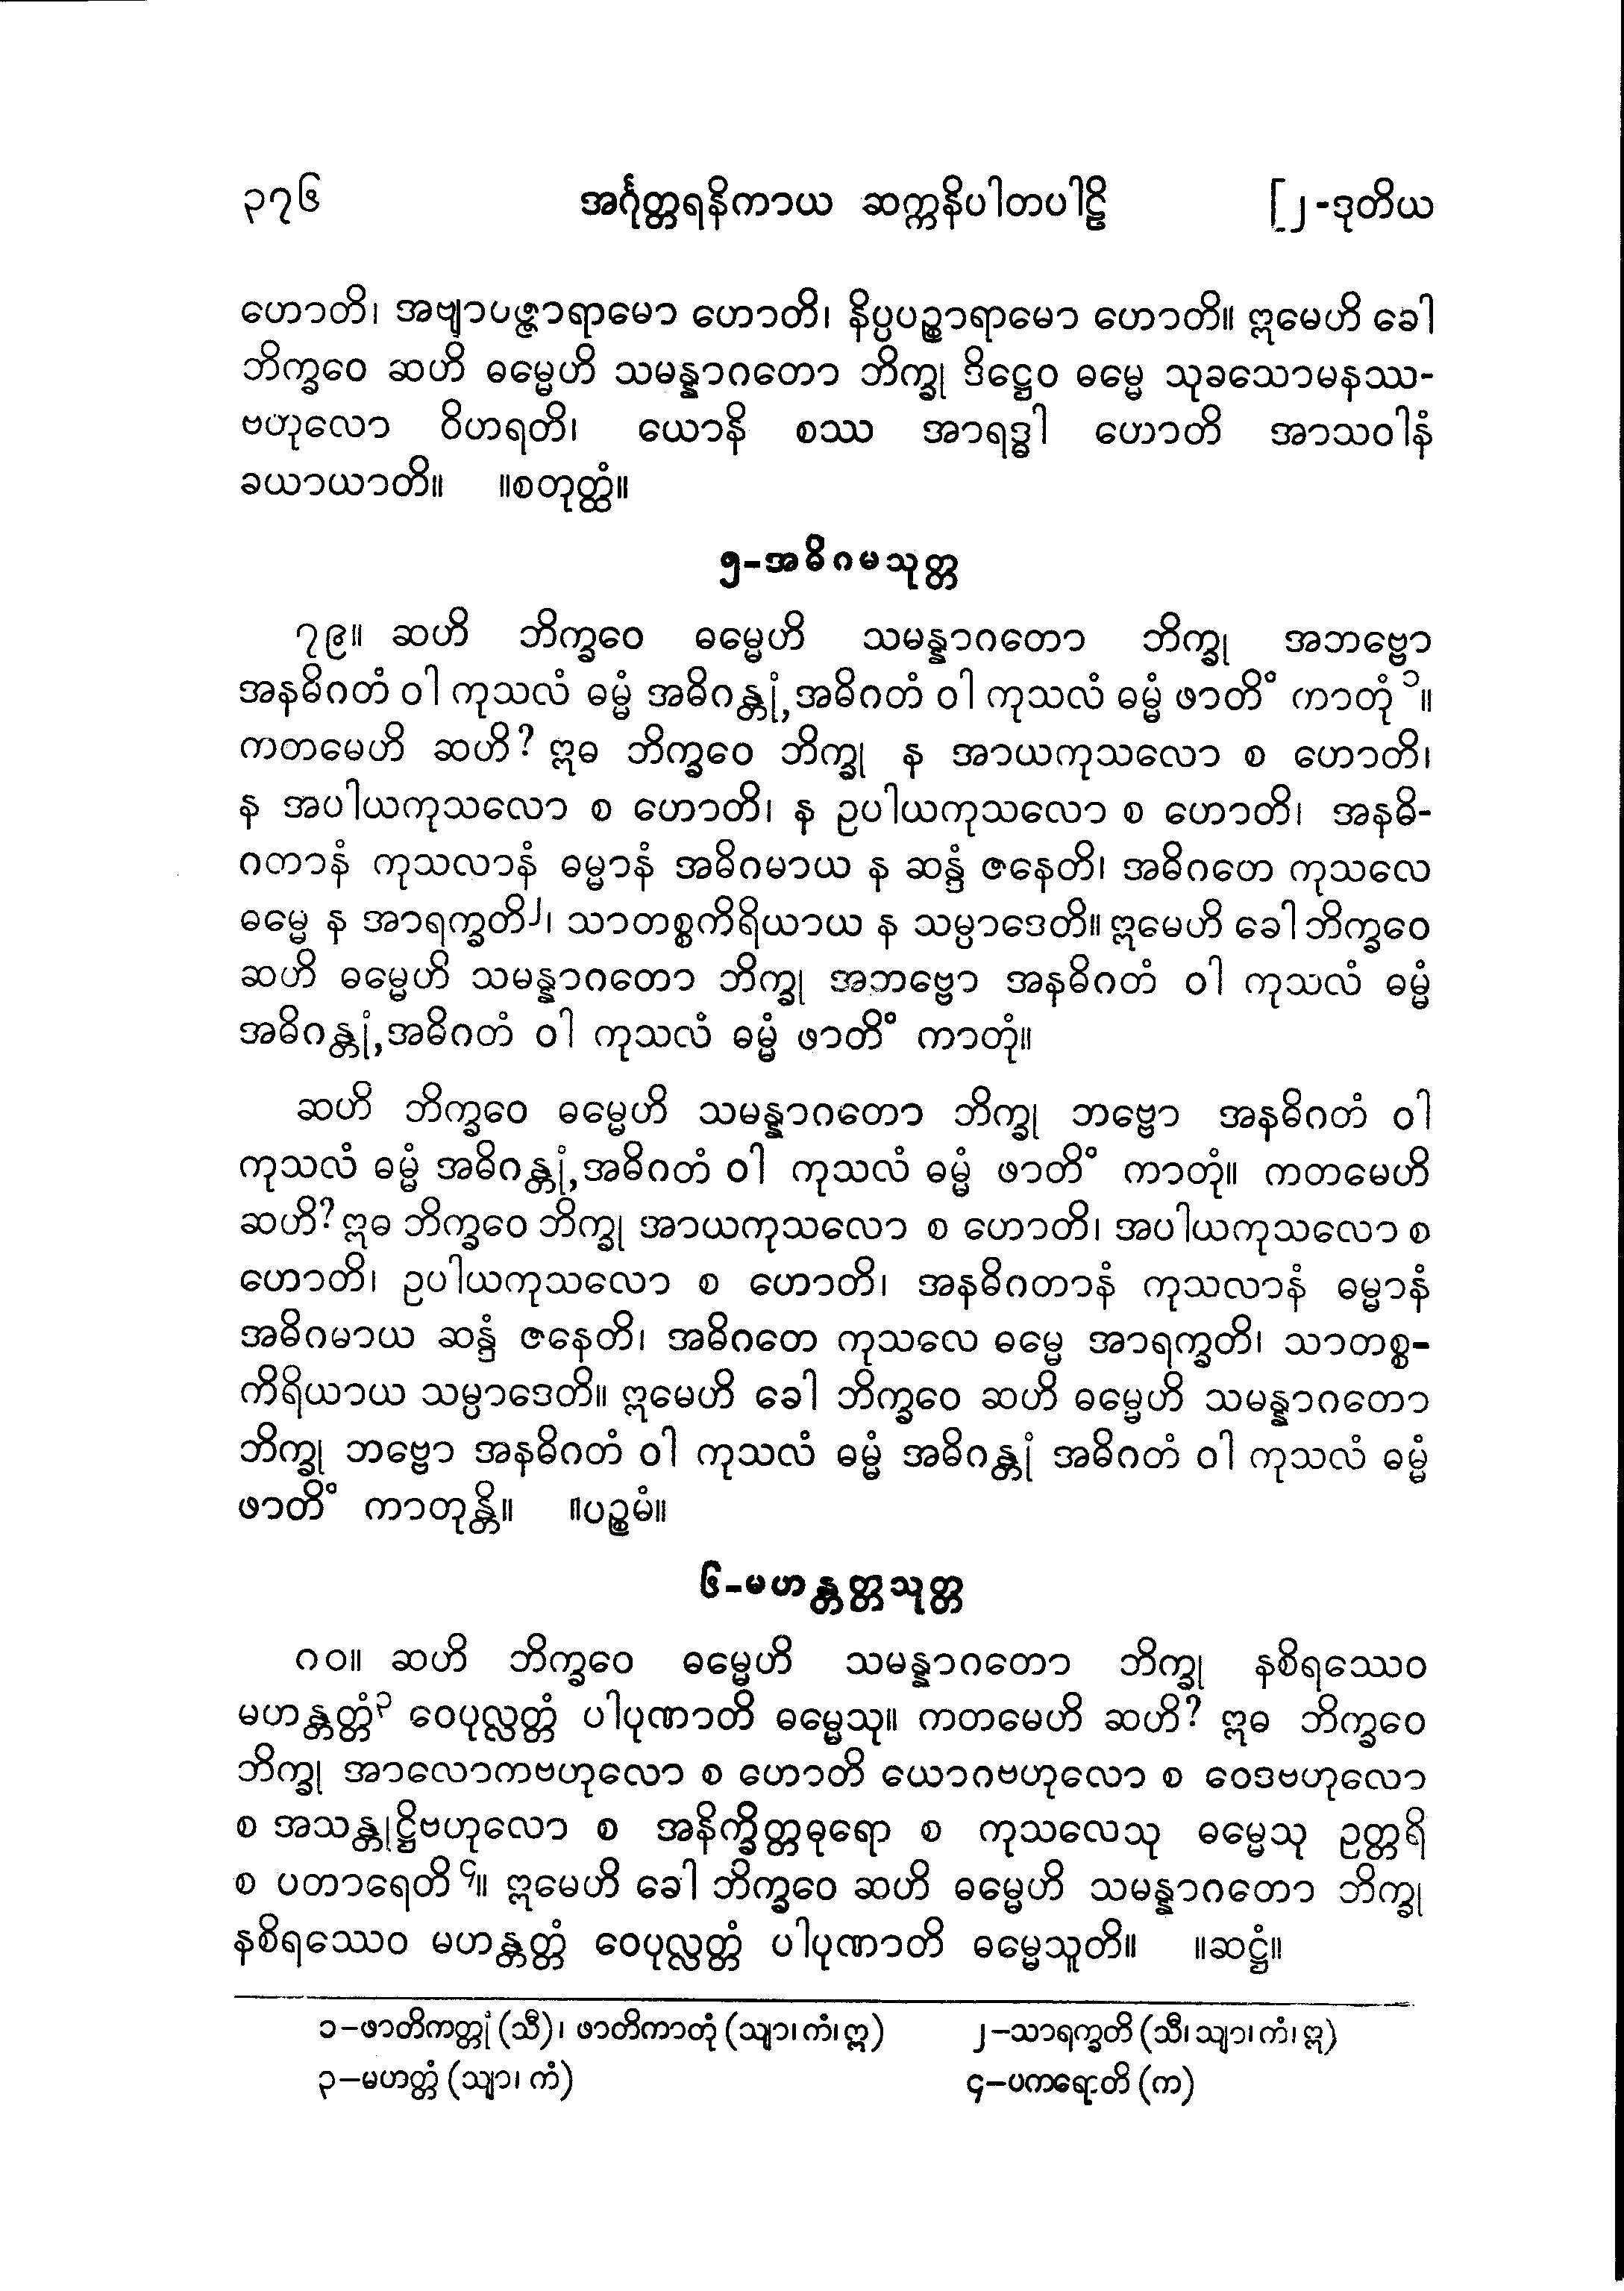 ၃၇၆ အင်္ဂုတ္တရနိကာယ ဆက္ကနိပါတပါဠိ [၂-ဒုတိယ
ဟောတိ၊ အဗျာပဇ္ဇာရာမော ဟောတိ၊ နိပ္ပပဉ္စာရာမော ဟောတိ။ ဣမေဟိ ခေါ
ဘိက္ခဝေ ဆဟိ ဓမ္မေဟိ သမန္နာဂတော ဘိက္ခု ဒိဋ္ဌေဝ ဓမ္မေ သုခသောမနဿ-
ဗဟုလော ဝိဟရတိ၊ ယောနိ စဿ အာရဒ္ဓါ ဟောတိ အာသဝါနံ
ခယာယာတိ။ ။စတုတ္ထံ။
၅-အဓိဂမသုတ္တ
၇၉။ ဆဟိ ဘိက္ခဝေ ဓမ္မေဟိ သမန္နာဂတော ဘိက္ခု အဘဗ္ဗော
အနဓိဂတံ ဝါ ကုသလံ ဓမ္မံ အဓိဂန္တုံ,အဓိဂတံ ဝါ ကုသလံ ဓမ္မံ ဖာတိံ ကာတုံ၁။
ကတမေဟိ ဆဟိ? ဣဓ ဘိက္ခဝေ ဘိက္ခု န အာယကုသလော စ ဟောတိ၊
န အပါယကုသလော စ ဟောတိ၊ န ဥပါယကုသလော စ ဟောတိ၊ အနဓိ-
ဂတာနံ ကုသလာနံ ဓမ္မာနံ အဓိဂမာယ န ဆန္ဒံ ဇနေတိ၊ အဓိဂတေ ကုသလေ
ဓမ္မေ န အာရက္ခတိ၂၊ သာတစ္စကိရိယာယ န သမ္ပာဒေတိ။ ဣမေဟိ ခေါ ဘိက္ခဝေ
ဆဟိ ဓမ္မေဟိ သမန္နာဂတော ဘိက္ခု အဘဗ္ဗော အနဓိဂတံ ဝါ ကုသလံ ဓမ္မံ
အဓိဂန္တုံ,အဓိဂတံ ဝါ ကုသလံ ဓမ္မံ ဖာတိံ ကာတုံ။
ဆဟိ ဘိက္ခဝေ ဓမ္မေဟိ သမန္နာဂတော ဘိက္ခု ဘဗ္ဗော အနဓိဂတံ ဝါ
ကုသလံ ဓမ္မံ အဓိဂန္တုံ,အဓိဂတံ ဝါ ကုသလံ ဓမ္မံ ဖာတိံ ကာတုံ။ ကတမေဟိ
ဆဟိ? ဣဓ ဘိက္ခဝေ ဘိက္ခု အာယကုသလော စ ဟောတိ၊ အပါယကုသလော စ
ဟောတိ၊ ဥပါယကုသလော စ ဟောတိ၊ အနဓိဂတာနံ ကုသလာနံ ဓမ္မာနံ
အဓိဂမာယ ဆန္ဒံ ဇနေတိ၊ အဓိဂတေ ကုသလေ ဓမ္မေ အာရက္ခတိ၊ သာတစ္စ-
ကိရိယာယ သမ္ပာဒေတိ။ ဣမေဟိ ခေါ ဘိက္ခဝေ ဆဟိ ဓမ္မေဟိ သမန္နာဂတော
ဘိက္ခု ဘဗ္ဗော အနဓိဂတံ ဝါ ကုသလံ ဓမ္မံ အဓိဂန္တုံ အဓိဂတံ ဝါ ကုသလံ ဓမ္မံ
ဖာတိံ ကာတုန္တိ။ ။ပဉ္စမံ။
၆-မဟန္တတ္တသုတ္တ
၈၀။ ဆဟိ ဘိက္ခဝေ ဓမ္မေဟိ သမန္နာဂတော ဘိက္ခု နစိရဿေဝ
မဟန္တတ္တံ၃ ဝေပုလ္လတ္တံ ပါပုဏာတိ ဓမ္မေသု။ ကတမေဟိ ဆဟိ? ဣဓ ဘိက္ခဝေ
ဘိက္ခု အာလောကဗဟုလော စ ဟောတိ ယောဂဗဟုလော စ ဝေဒဗဟုလော
စ အသန္တုဋ္ဌိဗဟုလော စ အနိက္ခိတ္တဓုရော စ ကုသလေသု ဓမ္မေသု ဥတ္တရိ
စ ပတာရေတိ၄။ ဣမေဟိ ခေါ ဘိက္ခဝေ ဆဟိ ဓမ္မေဟိ သမန္နာဂတော ဘိက္ခု
နစိရဿေဝ မဟန္တတ္တံ ဝေပုလ္လတ္တံ ပါပုဏာတိ ဓမ္မေသူတိ။ ။ဆဋ္ဌံ။
၁–ဖာတိကတ္တုံ (သီ)၊ ဖာတိကာတုံ (သျာ၊ ကံ၊ ဣ) ၂–သာရက္ခတိ (သီ၊ သျာ၊ ကံ၊ ဣ)
၃–မဟတ္တံ (သျာ၊ ကံ) ၄–ပကရောတိ (က)